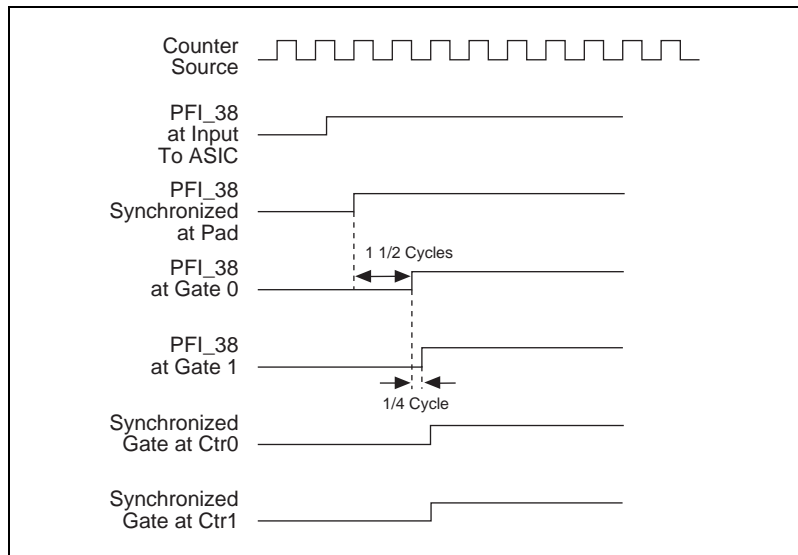 Counter
Source
PFI_38
at Input
To ASIC
PFI_38
Synchronized
at Pad
1 1/2 Cycles
PFI_38
at Gate 0
PFI_38
at Gate 1
1/4 Cycle
Synchronized
Gate at Ctr0
Synchronized
Gate at Ctr1